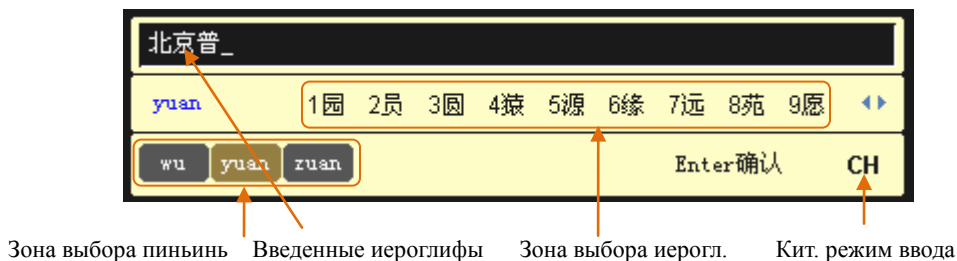 北京普_
yuan 1园 2员 3圆 4猿 5源 6缘 7远 8苑 9愿
wu yuan zuan Enter确认 CH
Зона выбора пиньинь Введенные иероглифы Зона выбора иерогл. Кит. режим ввода